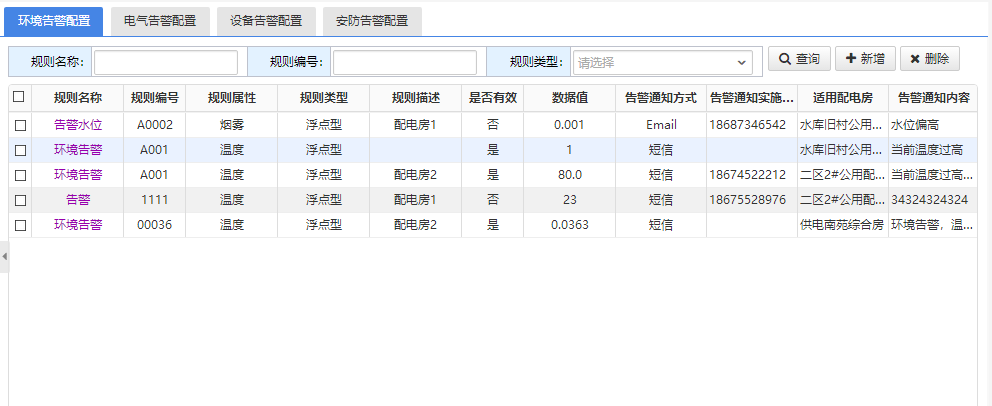 环境告警配置 电气告警配置 设备告警配置 安防告警配置
规则名称: 规则编号: 规则类型: 请选择 查询 新增 删除
规则名称 规则编号 规则属性 规则类型 规则描述 是否有效 数据值 告警通知方式 告警通知实施... 适用配电房 告警通知内容
告警水位 A0002 烟雾 浮点型 配电房1 否 0.001 Email 18687346542 水库旧村公用... 水位偏高
环境告警 A001 温度 浮点型 是 1 短信 水库旧村公用... 当前温度过高
环境告警 A001 温度 浮点型 配电房2 是 80.0 短信 18674522212 二区2#公用配... 当前温度过高...
告警 1111 温度 浮点型 配电房1 否 23 短信 18675528976 二区2#公用配... 34324324324
环境告警 00036 温度 浮点型 配电房2 是 0.0363 短信 供电南苑综合房 环境告警，温...